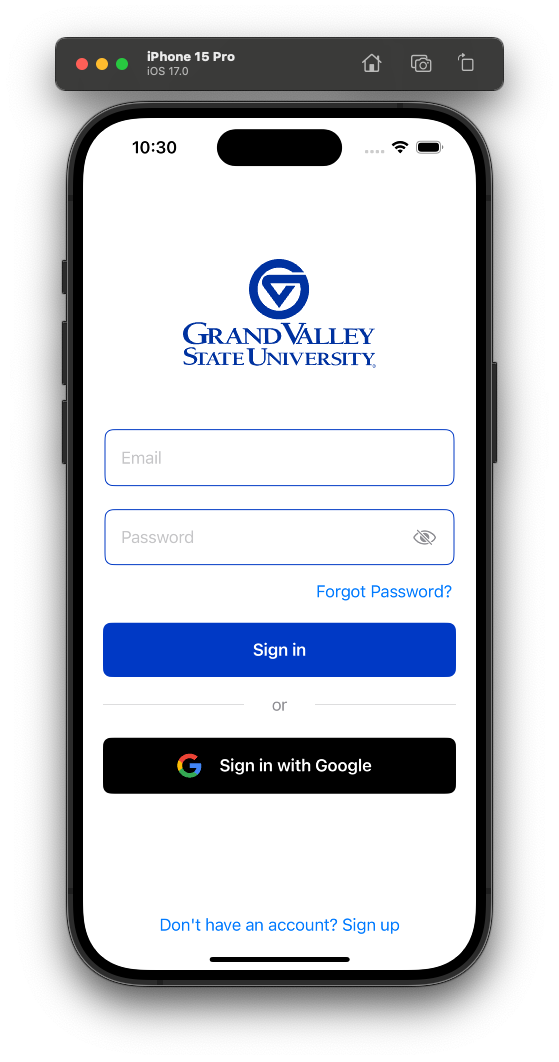 iPhone 15 Pro
iOS 17.0
10:30
GRAND VALLEY
STATE UNIVERSITY®
Email
Password
Forgot Password?
Sign in
or
Sign in with Google
Don't have an account? Sign up